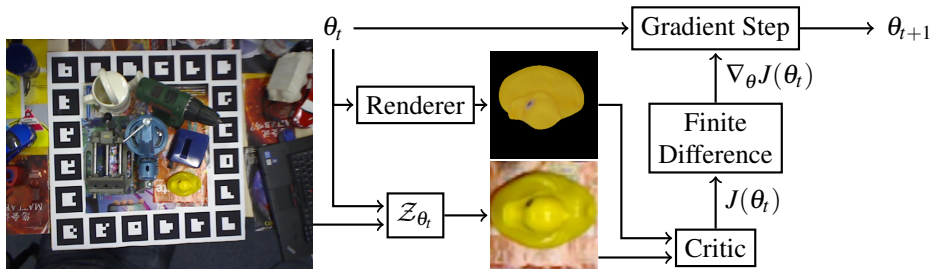 θ_t
Gradient Step
θ_{t+1}
∇_θ J(θ_t)
Renderer
Finite
Difference
J(θ_t)
𝒵_{θ_t}
Critic